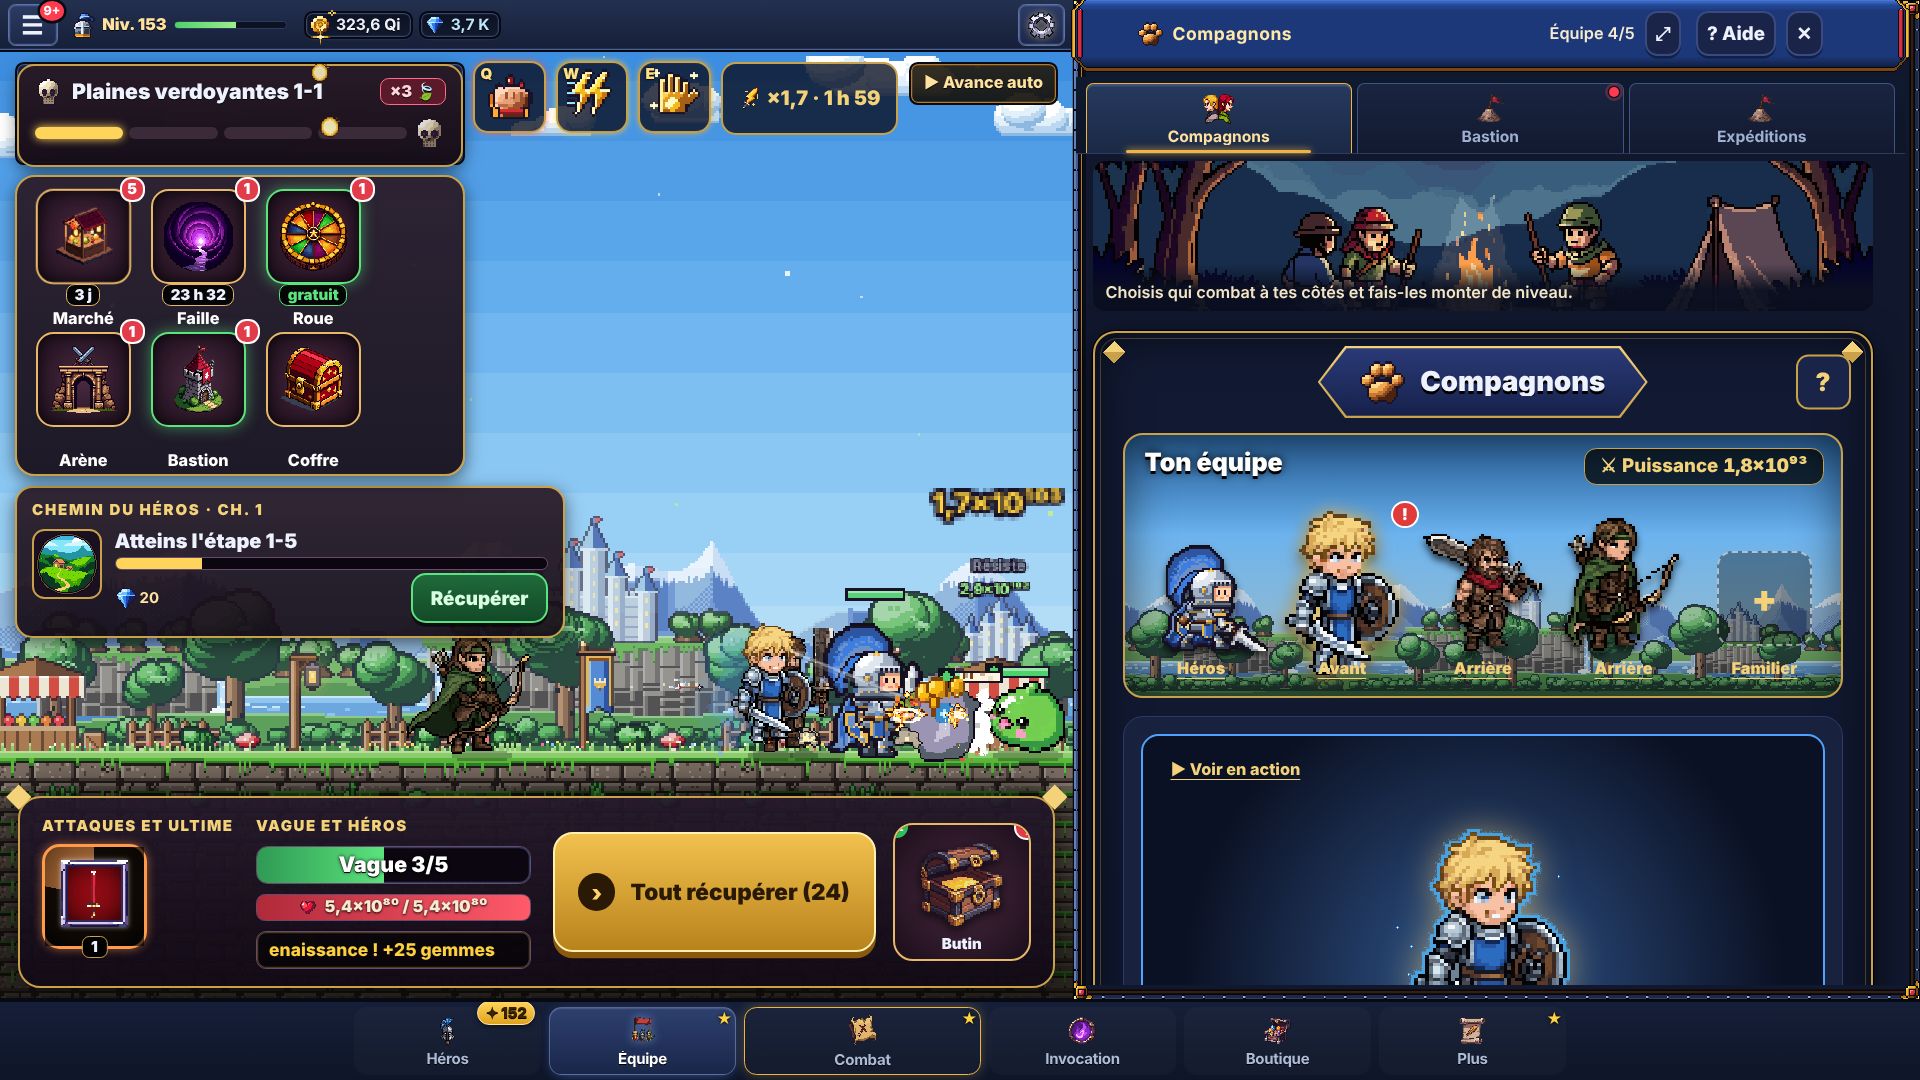 9+
Niv. 153
323,6 Qi
3,7 K
Plaines verdoyantes 1-1
×3
Q
W
E
×1,7 · 1 h 59
▶ Avance auto
5
1
1
3 j
23 h 32
gratuit
Marché
Faille
Roue
1
1
Arène
Bastion
Coffre
CHEMIN DU HÉROS · CH. 1
Atteins l'étape 1-5
20
Récupérer
1,7×10¹⁰³
Résiste
ATTAQUES ET ULTIME
1
VAGUE ET HÉROS
Vague 3/5
5,4×10⁸⁰ / 5,4×10⁸⁰
enaissance ! +25 gemmes
› Tout récupérer (24)
Butin
Compagnons
Équipe 4/5
? Aide
×
Compagnons
Bastion
Expéditions
Choisis qui combat à tes côtés et fais-les monter de niveau.
Compagnons
?
Ton équipe
Puissance 1,8×10⁹³
!
Héros
Avant
Arrière
Arrière
+
Familier
▶ Voir en action
152
Héros
Équipe
Combat
Invocation
Boutique
Plus